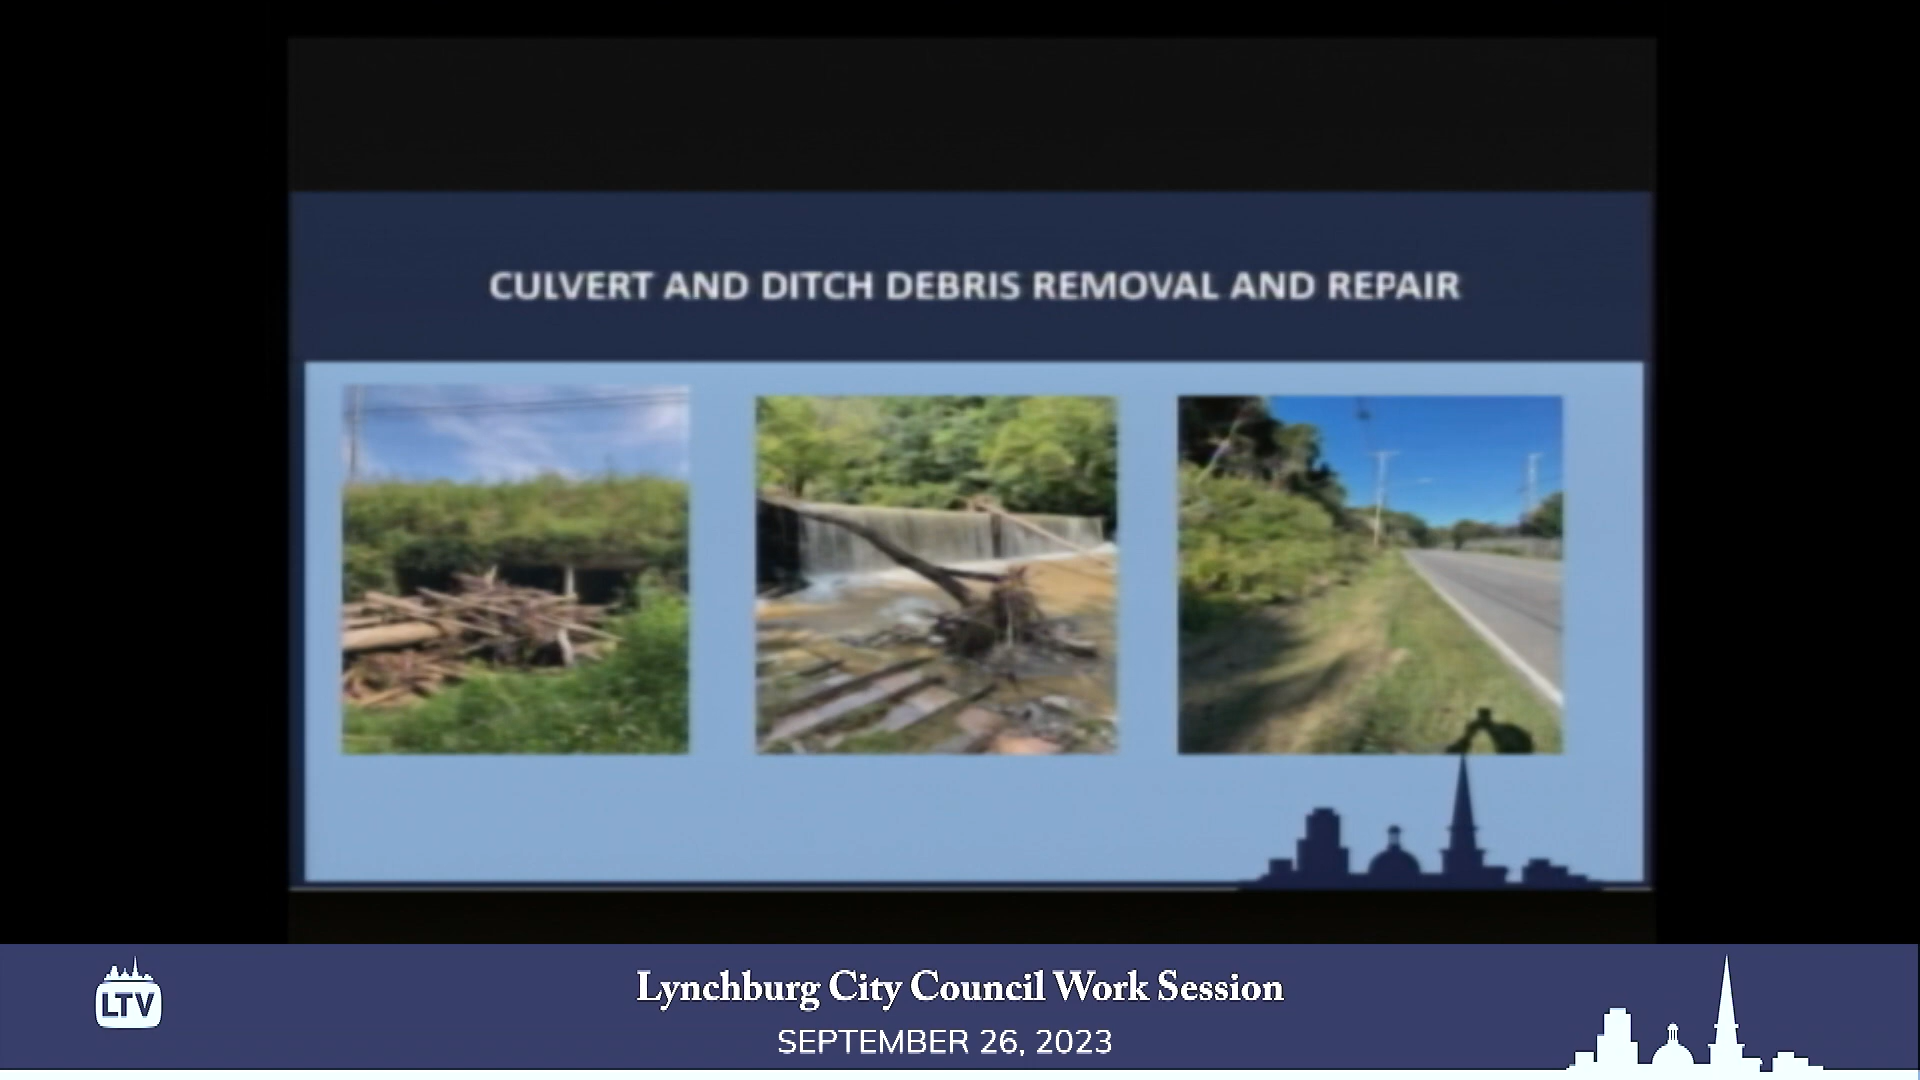 CULVERT AND DITCH DEBRIS REMOVAL AND REPAIR
LTV
Lynchburg City Council Work Session
SEPTEMBER 26, 2023